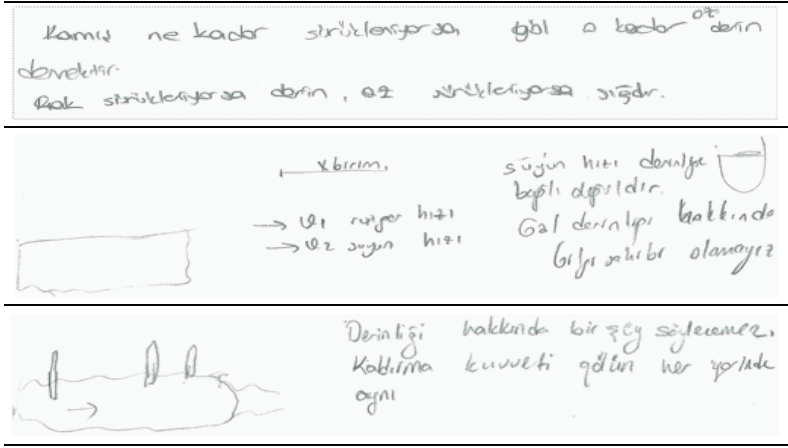 Kamış ne kadar sürükleniyorsa göl o kadar az derin
demektir.
Çok sürükleniyorsa derin, az sürükleniyorsa sığdır.
x birim.
→ V1 rüzgar hızı
→ V2 suyun hızı
suyun hızı derinliğe
bağlı değildir.
Göl derinliği hakkında
bilgi sahibi olamayız
Derinliği hakkında bir şey söylenemez.
Kaldırma kuvveti gölün her yerinde
aynı